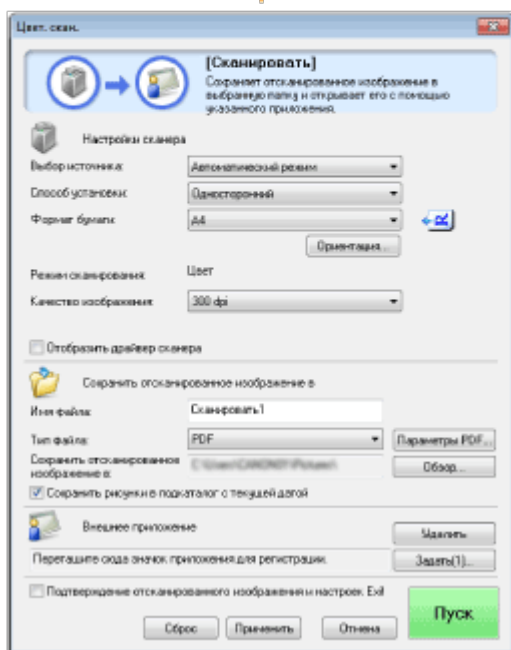 Цвет. скан.
[Сканировать]
Сохраняет отсканированное изображение в
выбранную папку и открывает его с помощью
указанного приложения.
Настройки сканера
Выбор источника: Автоматический режим
Способ установки: Односторонний
Формат бумаги: A4
Ориентация...
Режим сканирования: Цвет
Качество изображения: 300 dpi
Отобразить драйвер сканера
Сохранить отсканированное изображение в
Имя файла: Сканировать1
Тип файла: PDF Параметры PDF...
Сохранить отсканированное
изображение в: Обзор...
Сохранить рисунки в подкаталог с текущей датой
Внешнее приложение Удалить
Перетащите сюда значок приложения для регистрации. Задать(1)...
Подтверждение отсканированного изображения и настроек Exif
Пуск
Сброс Применить Отмена